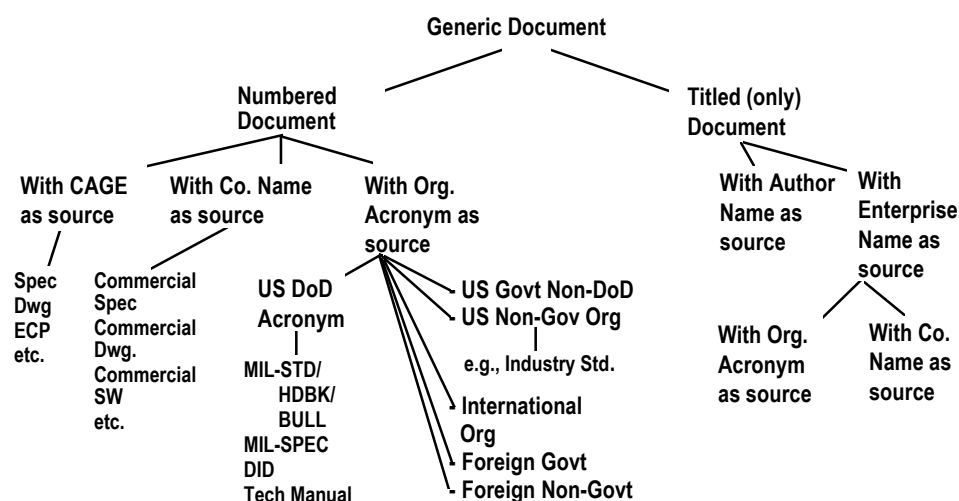 Generic Document
Numbered
Document
Titled (only)
Document
With CAGE
as source
With Co. Name
as source
With Org.
Acronym as
source
With Author
Name as
source
With
Enterprise
Name as
source
Spec
Dwg
ECP
etc.
Commercial
Spec
Commercial
Dwg.
Commercial
SW
etc.
US DoD
Acronym
MIL-STD/
HDBK/
BULL
MIL-SPEC
DID
Tech Manual
- US Govt Non-DoD
- US Non-Gov Org
e.g., Industry Std.
- International
Org
- Foreign Govt
- Foreign Non-Govt
With Org.
Acronym
as source
With Co.
Name as
source